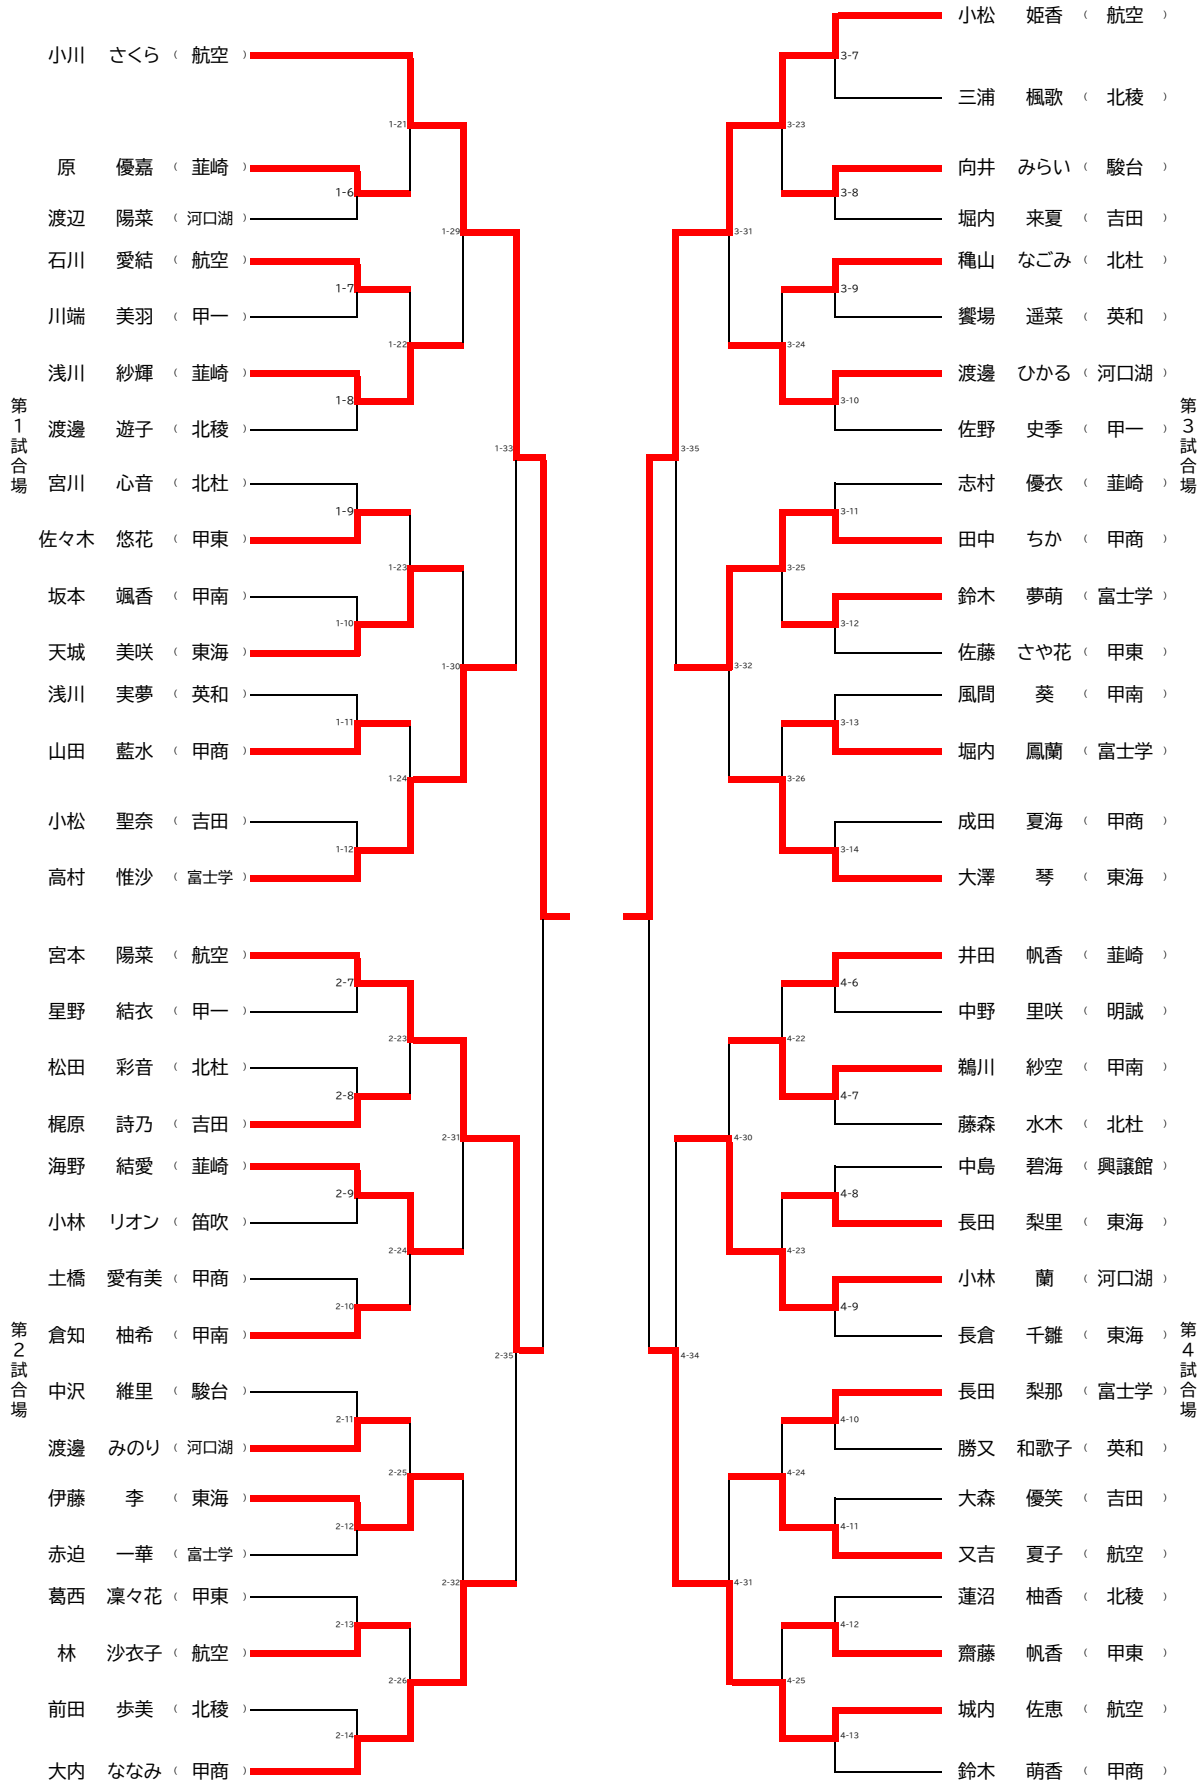 小川 さくら （ 航空 ）
1-21
原 優嘉 （ 韮崎 ）
1-6
渡辺 陽菜 （ 河口湖 ）
1-29
石川 愛結 （ 航空 ）
1-7
川端 美羽 （ 甲一 ）
1-22
浅川 紗輝 （ 韮崎 ）
1-8
渡邊 遊子 （ 北稜 ）
第1試合場
1-33
宮川 心音 （ 北杜 ）
1-9
佐々木 悠花 （ 甲東 ）
1-23
坂本 颯香 （ 甲南 ）
1-10
天城 美咲 （ 東海 ）
1-30
浅川 実夢 （ 英和 ）
1-11
山田 藍水 （ 甲商 ）
1-24
小松 聖奈 （ 吉田 ）
1-12
高村 惟沙 （ 富士学 ）
宮本 陽菜 （ 航空 ）
2-7
星野 結衣 （ 甲一 ）
2-23
松田 彩音 （ 北杜 ）
2-8
梶原 詩乃 （ 吉田 ）
2-31
海野 結愛 （ 韮崎 ）
2-9
小林 リオン （ 笛吹 ）
2-24
土橋 愛有美 （ 甲商 ）
2-10
倉知 柚希 （ 甲南 ）
第2試合場
2-35
中沢 維里 （ 駿台 ）
2-11
渡邊 みのり （ 河口湖 ）
2-25
伊藤 李 （ 東海 ）
2-12
赤迫 一華 （ 富士学 ）
2-32
葛西 凜々花 （ 甲東 ）
2-13
林 沙衣子 （ 航空 ）
2-26
前田 歩美 （ 北稜 ）
2-14
大内 ななみ （ 甲商 ）
小松 姫香 （ 航空 ）
3-7
三浦 楓歌 （ 北稜 ）
3-23
向井 みらい （ 駿台 ）
3-8
堀内 来夏 （ 吉田 ）
3-31
穐山 なごみ （ 北杜 ）
3-9
饗場 遥菜 （ 英和 ）
3-24
渡邊 ひかる （ 河口湖 ）
3-10
佐野 史季 （ 甲一 ）
第3試合場
3-35
志村 優衣 （ 韮崎 ）
3-11
田中 ちか （ 甲商 ）
3-25
鈴木 夢萌 （ 富士学 ）
3-12
佐藤 さや花 （ 甲東 ）
3-32
風間 葵 （ 甲南 ）
3-13
堀内 鳳蘭 （ 富士学 ）
3-26
成田 夏海 （ 甲商 ）
3-14
大澤 琴 （ 東海 ）
井田 帆香 （ 韮崎 ）
4-6
中野 里咲 （ 明誠 ）
4-22
鵜川 紗空 （ 甲南 ）
4-7
藤森 水木 （ 北杜 ）
4-30
中島 碧海 （ 興譲館 ）
4-8
長田 梨里 （ 東海 ）
4-23
小林 蘭 （ 河口湖 ）
4-9
長倉 千雛 （ 東海 ）
第4試合場
4-34
長田 梨那 （ 富士学 ）
4-10
勝又 和歌子 （ 英和 ）
4-24
大森 優笑 （ 吉田 ）
4-11
又吉 夏子 （ 航空 ）
4-31
蓮沼 柚香 （ 北稜 ）
4-12
齋藤 帆香 （ 甲東 ）
4-25
城内 佐恵 （ 航空 ）
4-13
鈴木 萌香 （ 甲商 ）